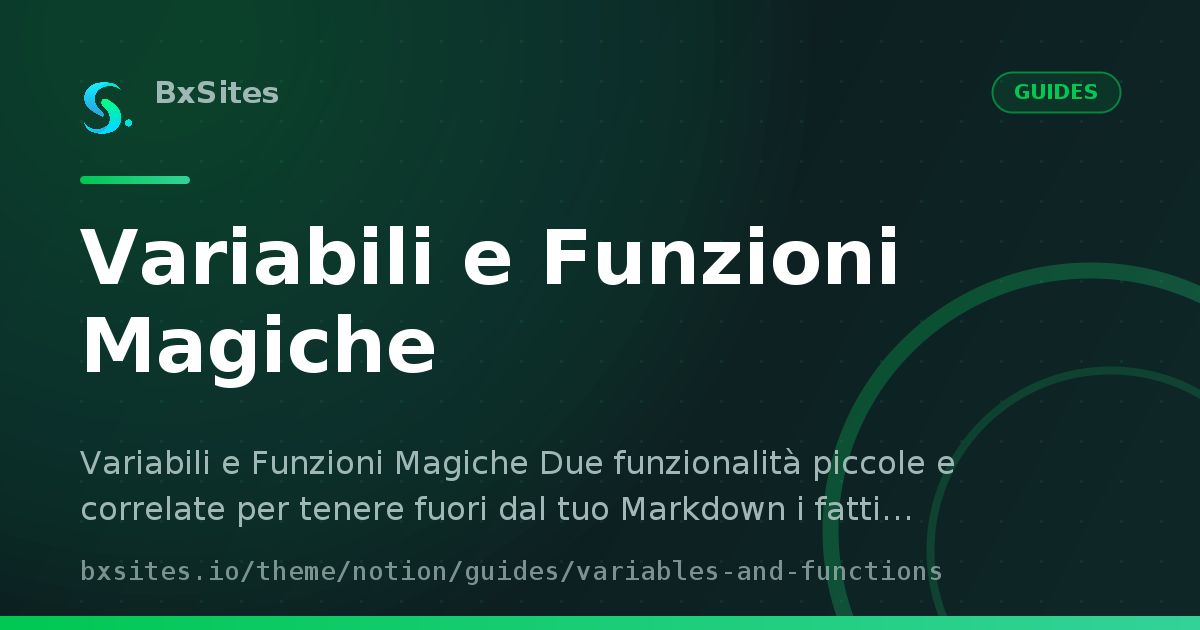 BxSites
GUIDES
Variabili e Funzioni
Magiche
Variabili e Funzioni Magiche Due funzionalità piccole e
correlate per tenere fuori dal tuo Markdown i fatti...
bxsites.io/theme/notion/guides/variables-and-functions